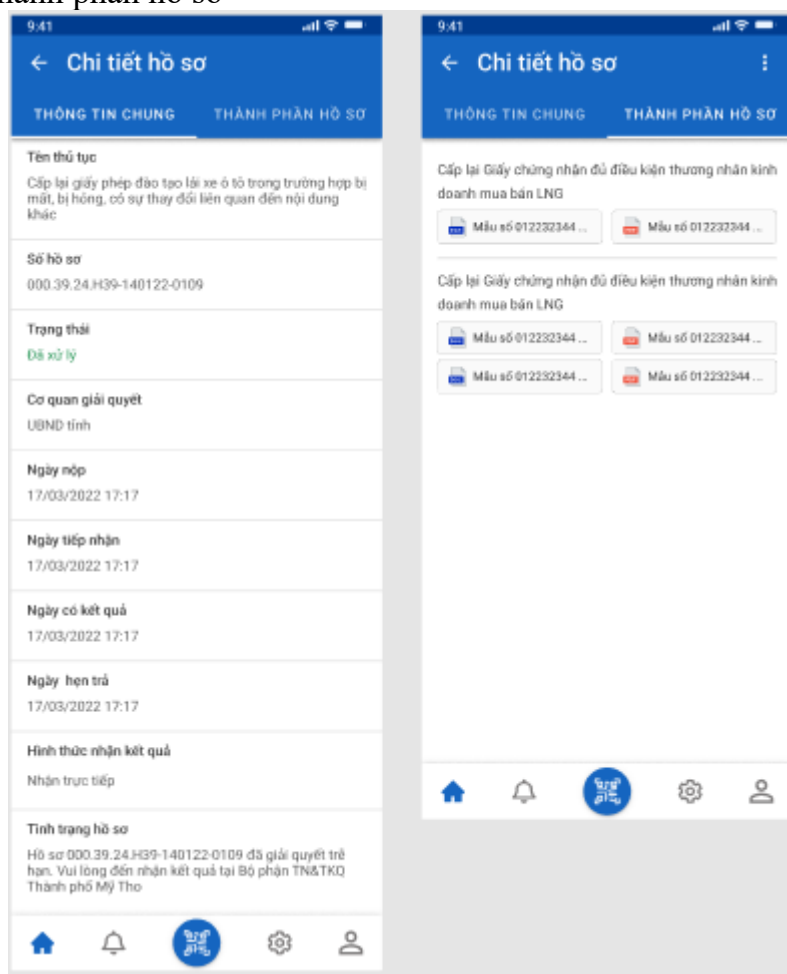 thành phần hồ sơ
9:41
Chi tiết hồ sơ
THÔNG TIN CHUNG THÀNH PHẦN HỒ SƠ
Tên thủ tục
Cấp lại giấy phép đào tạo lái xe ô tô trong trường hợp bị
mất, bị hỏng, có sự thay đổi liên quan đến nội dung
khác
Số hồ sơ
000.39.24.H39-140122-0109
Trạng thái
Đã xử lý
Cơ quan giải quyết
UBND tỉnh
Ngày nộp
17/03/2022 17:17
Ngày tiếp nhận
17/03/2022 17:17
Ngày có kết quả
17/03/2022 17:17
Ngày hẹn trả
17/03/2022 17:17
Hình thức nhận kết quả
Nhận trực tiếp
Tình trạng hồ sơ
Hồ sơ 000.39.24.H39-140122-0109 đã giải quyết trễ
hạn. Vui lòng đến nhận kết quả tại Bộ phận TN&TKQ
Thành phố Mỹ Tho
9:41
Chi tiết hồ sơ
THÔNG TIN CHUNG THÀNH PHẦN HỒ SƠ
Cấp lại Giấy chứng nhận đủ điều kiện thương nhân kinh
doanh mua bán LNG
Mẫu số 012232344 ... Mẫu số 012232344 ...
Cấp lại Giấy chứng nhận đủ điều kiện thương nhân kinh
doanh mua bán LNG
Mẫu số 012232344 ... Mẫu số 012232344 ...
Mẫu số 012232344 ... Mẫu số 012232344 ...